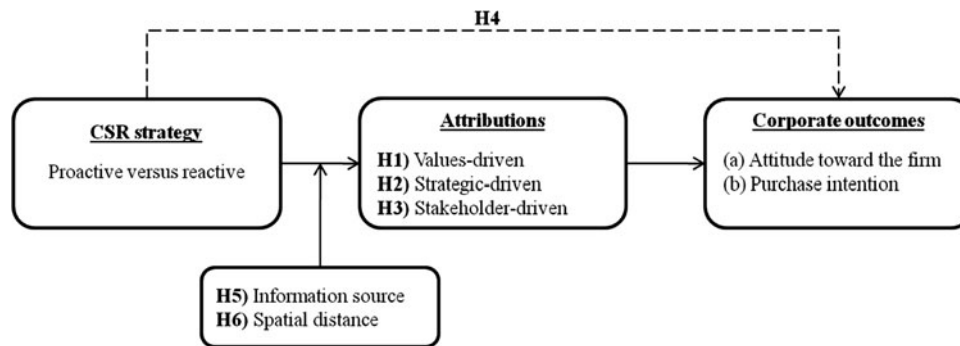 H4
CSR strategy
Proactive versus reactive
Attributions
H1) Values-driven
H2) Strategic-driven
H3) Stakeholder-driven
Corporate outcomes
(a) Attitude toward the firm
(b) Purchase intention
H5) Information source
H6) Spatial distance